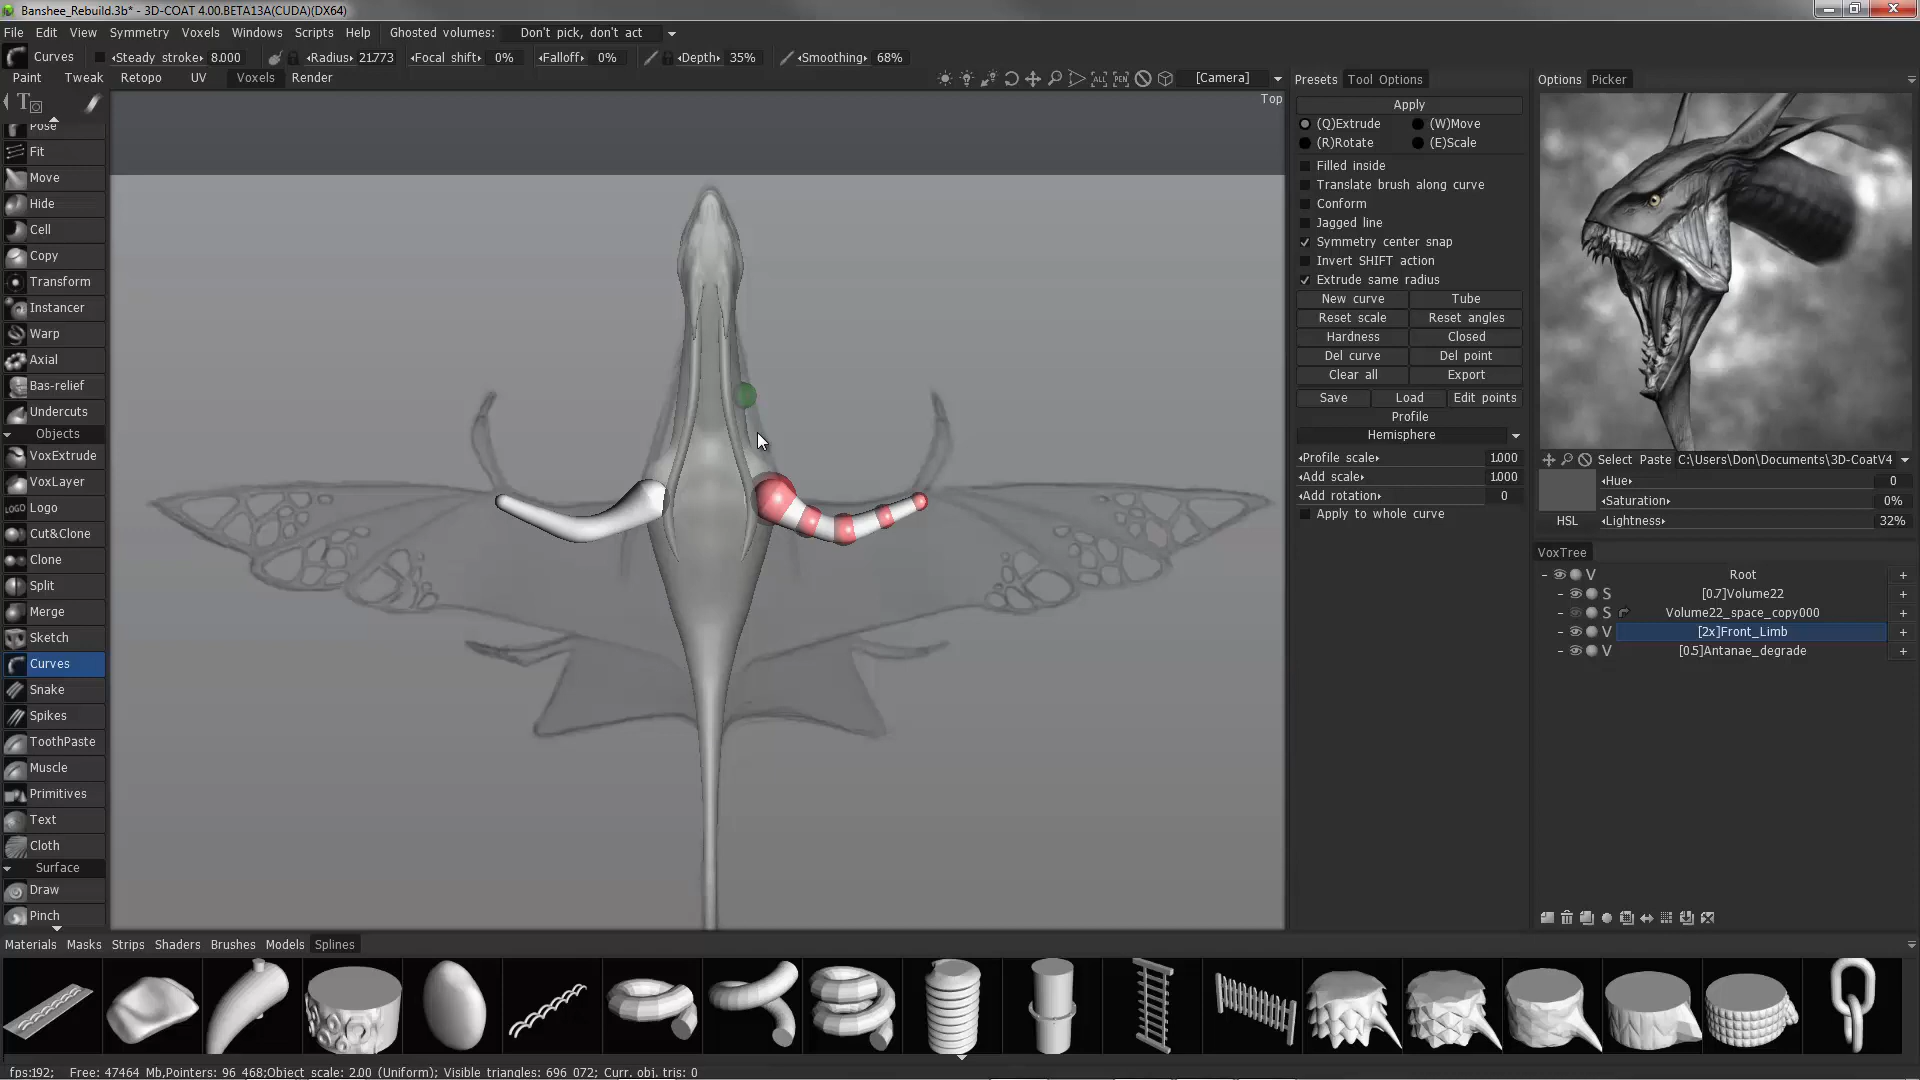 Banshee_Rebuild.3b* - 3D-COAT 4.00.BETA13A(CUDA)(DX64)
File Edit View Symmetry Voxels Windows Scripts Help Ghosted volumes: Don't pick, don't act
Curves Steady stroke 8.000 Radius 21.773 Focal shift 0% Falloff 0% Depth 35% Smoothing 68%
Paint Tweak Retopo UV Voxels Render [Camera] Presets Tool Options Options Picker
Top
Pose
Fit
Move
Hide
Cell
Copy
Transform
Instancer
Warp
Axial
Bas-relief
Undercuts
Objects
VoxExtrude
VoxLayer
LOGO Logo
Cut&Clone
Clone
Split
Merge
Sketch
Curves
Snake
Spikes
ToothPaste
Muscle
Primitives
Text
Cloth
Surface
Draw
Pinch
Apply
(Q)Extrude (W)Move
(R)Rotate (E)Scale
Filled inside
Translate brush along curve
Conform
Jagged line
Symmetry center snap
Invert SHIFT action
Extrude same radius
New curve Tube
Reset scale Reset angles
Hardness Closed
Del curve Del point
Clear all Export
Save Load Edit points
Profile
Hemisphere
Profile scale 1.000
Add scale 1.000
Add rotation 0
Apply to whole curve
Select Paste C:\Users\Don\Documents\3D-CoatV4
Hue 0
Saturation 0%
HSL Lightness 32%
VoxTree
V Root +
S [0.7]Volume22 +
S Volume22_space_copy000 +
V [2x]Front_Limb +
V [0.5]Antanae_degrade +
Materials Masks Strips Shaders Brushes Models Splines
fps:192; Free: 47464 Mb,Pointers: 96 468;Object scale: 2.00 (Uniform); Visible triangles: 696 072; Curr. obj. tris: 0